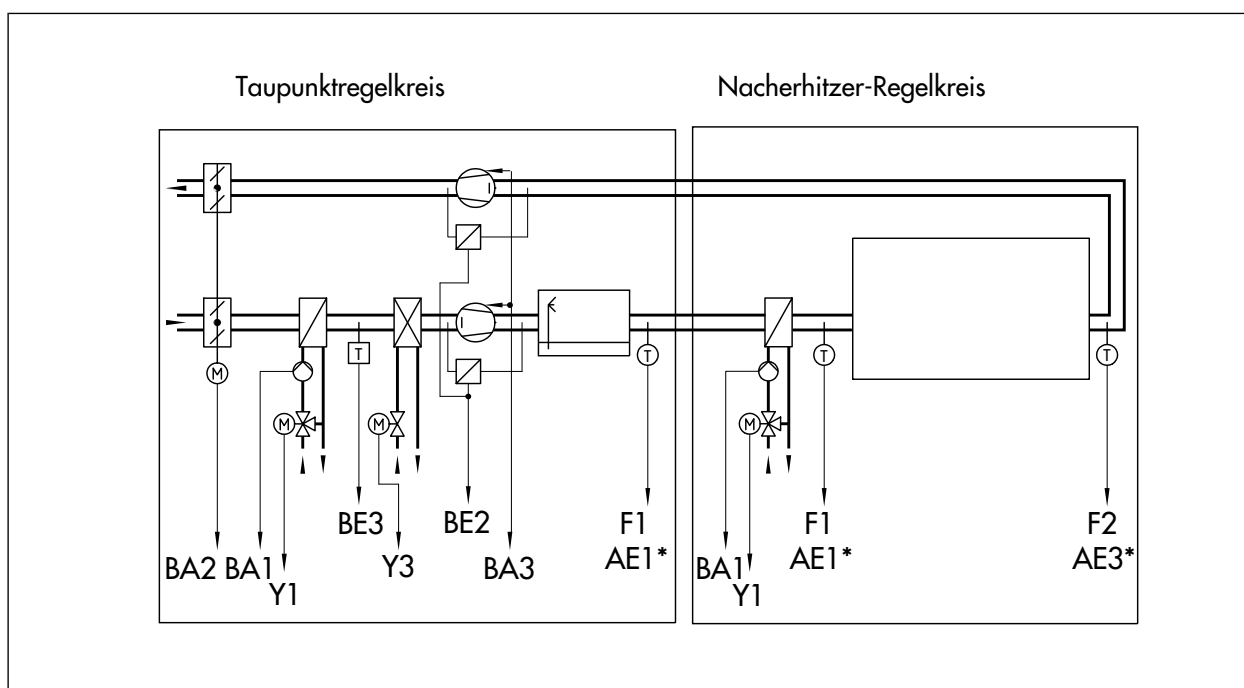 Taupunktregelkreis
Nacherhitzer-Regelkreis
M
T
M
M
T
T
T
M
BA2
BA1
Y1
BE3
Y3
BE2
BA3
F1
AE1*
BA1
Y1
F1
AE1*
F2
AE3*